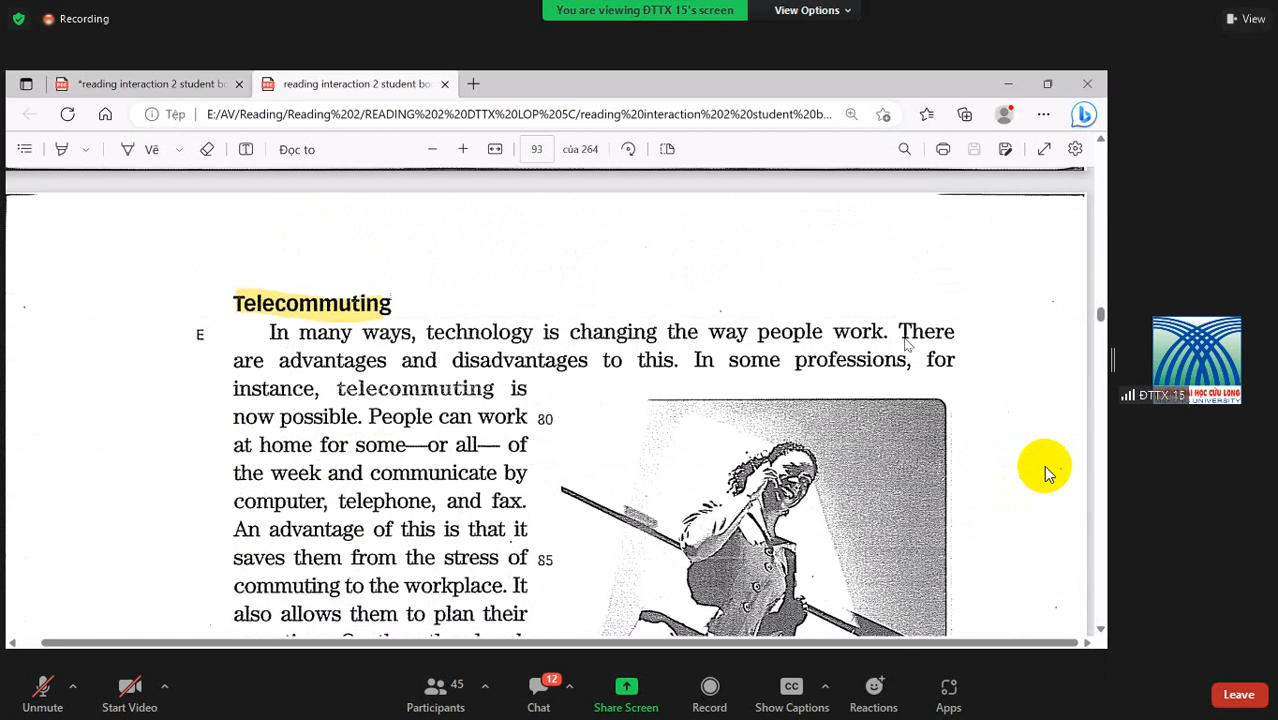 Recording
You are viewing ĐTTX 15's screen
View Options
View
*reading interaction 2 student bo
reading interaction 2 student bo
Tệp
E:/AV/Reading/Reading%202/READING%202%20DTTX%20LOP%205C/reading%20interaction%202%20student%20b...
Vẽ
Đọc to
93
của 264
Telecommuting
E
In many ways, technology is changing the way people work. There
are advantages and disadvantages to this. In some professions, for
instance, telecommuting is
now possible. People can work 80
at home for some—or all— of
the week and communicate by
computer, telephone, and fax.
An advantage of this is that it
saves them from the stress of 85
commuting to the workplace. It
also allows them to plan their
ĐTTX 15
UNIVERSITY
Unmute
Start Video
45
Participants
12
Chat
Share Screen
Record
CC
Show Captions
Reactions
Apps
Leave